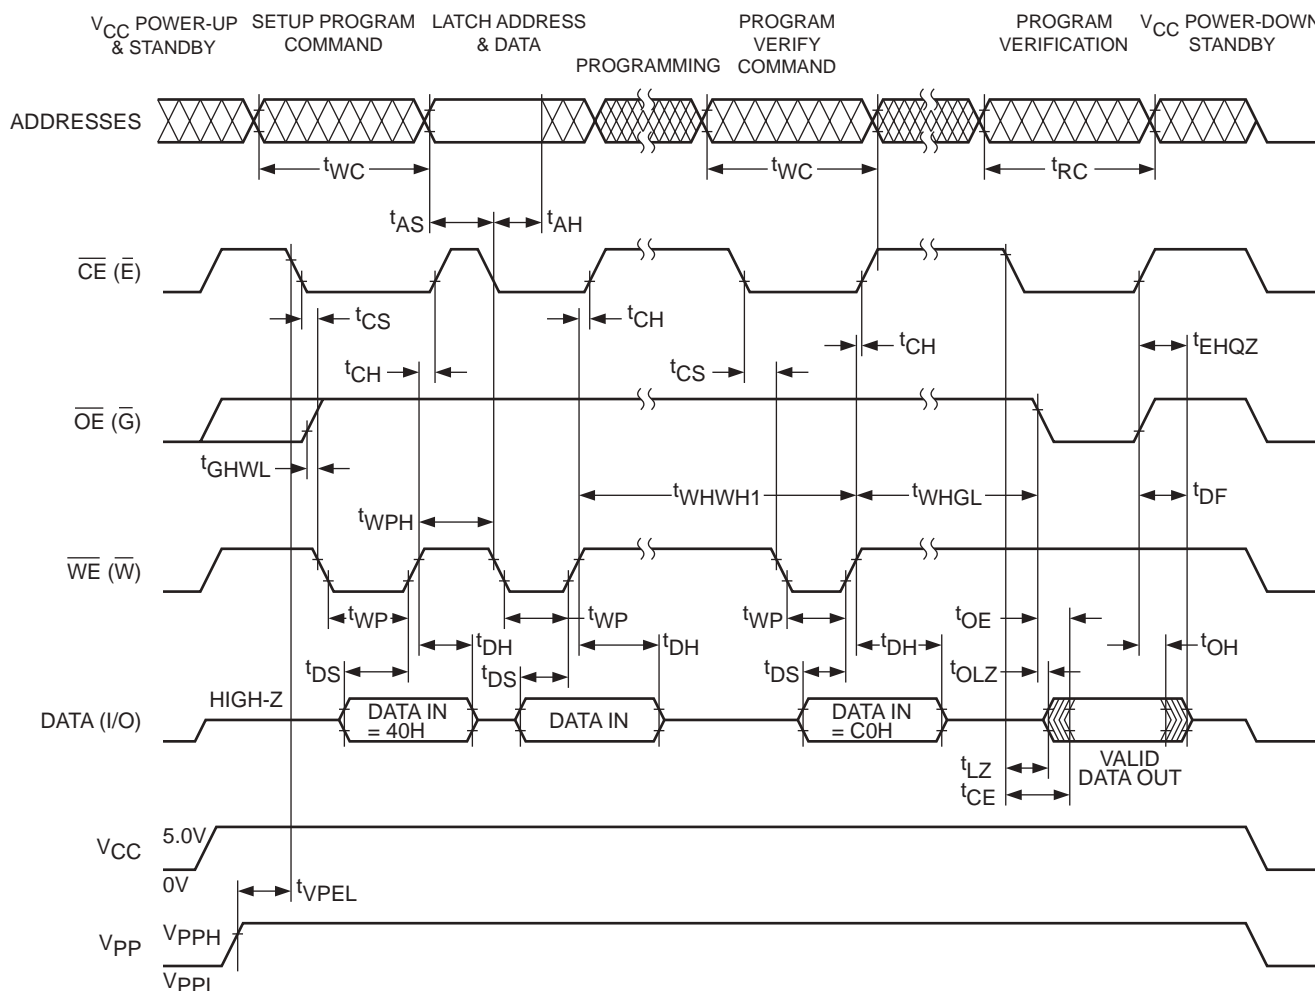 VCC POWER-UP & STANDBY
SETUP PROGRAM COMMAND
LATCH ADDRESS & DATA
PROGRAMMING
PROGRAM VERIFY COMMAND
PROGRAM VERIFICATION
VCC POWER-DOWN STANDBY
ADDRESSES
tWC
tWC
tRC
tAS
tAH
CE (E)
tCS
tCH
tCH
tCS
tCH
tEHQZ
OE (G)
tGHWL
tWPH
tWHWH1
tWHGL
tDF
WE (W)
tWP
tWP
tWP
tOE
tDH
tDH
tDH
tOH
tDS
tDS
tDS
tOLZ
DATA (I/O)
HIGH-Z
DATA IN
= 40H
DATA IN
DATA IN
= C0H
VALID
DATA OUT
tLZ
tCE
VCC
5.0V
0V
tVPEL
VPP
VPPH
VPPL